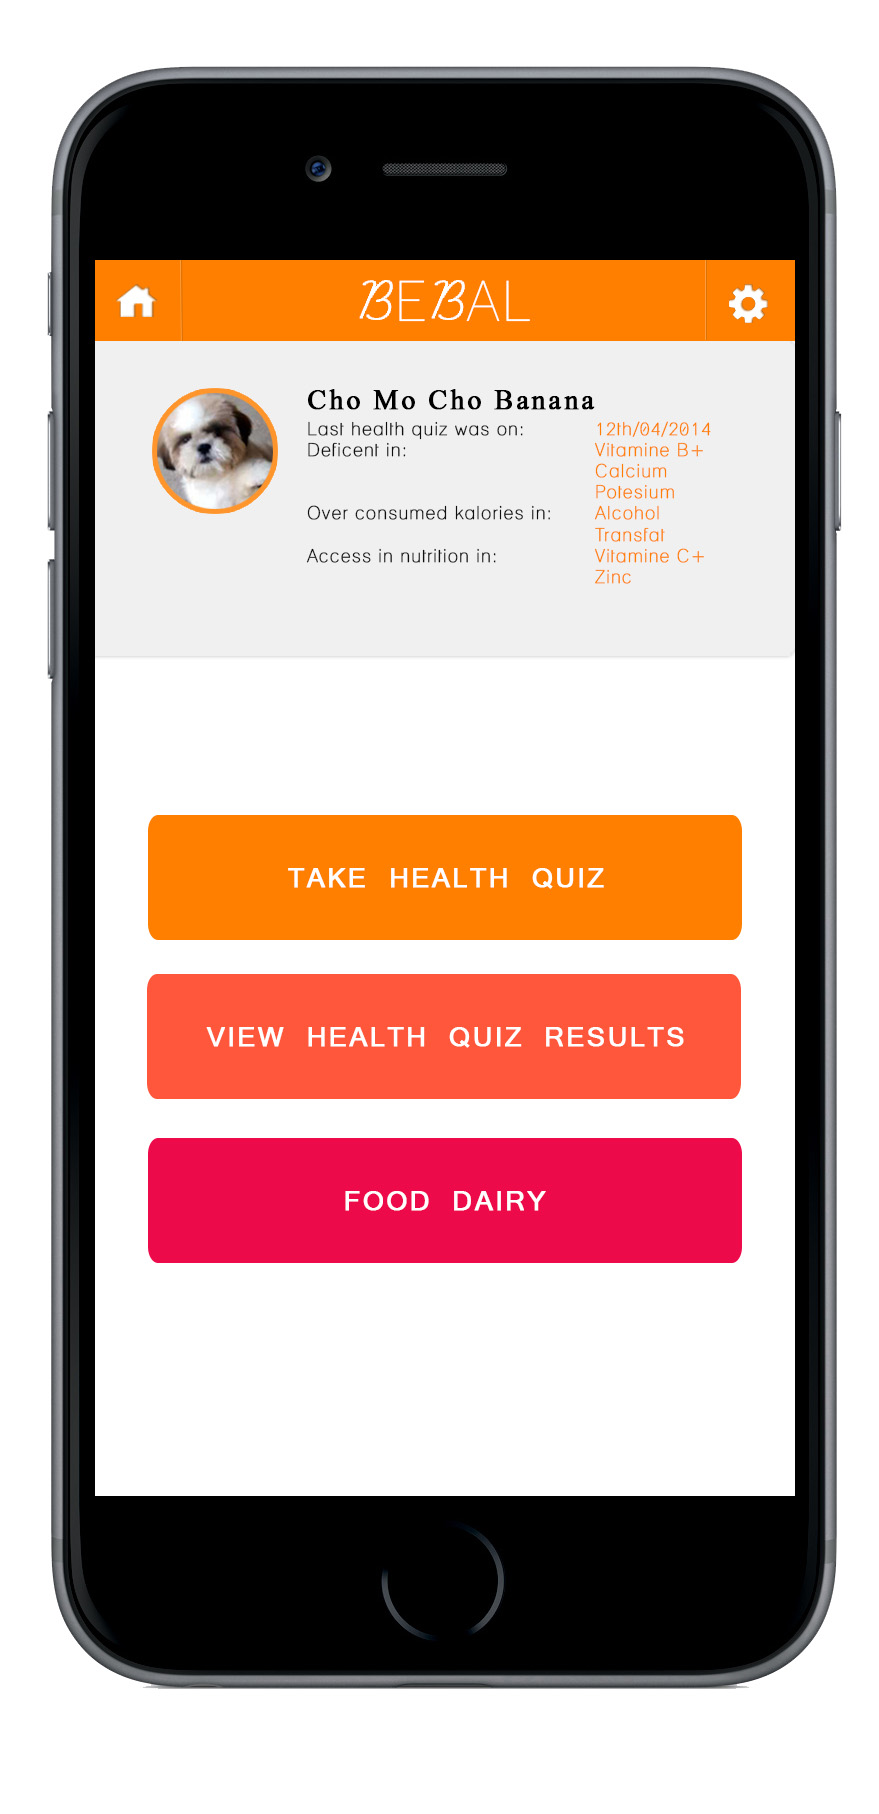 BEBAL
Cho Mo Cho Banana
Last health quiz was on: 12th/04/2014
Deficent in: Vitamine B+
Calcium
Potesium
Over consumed kalories in: Alcohol
Transfat
Access in nutrition in: Vitamine C+
Zinc
TAKE HEALTH QUIZ
VIEW HEALTH QUIZ RESULTS
FOOD DAIRY